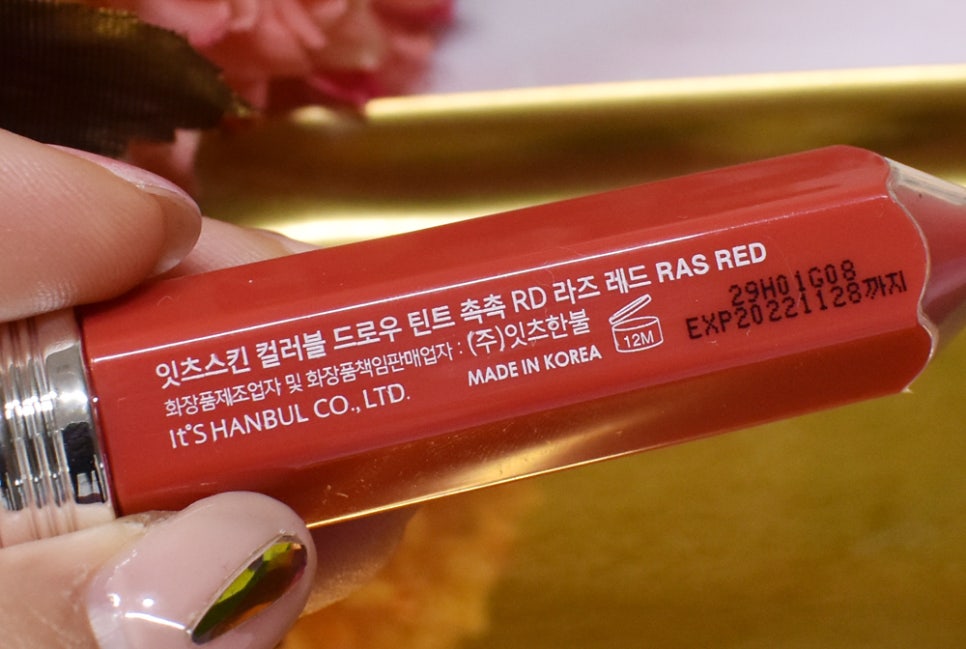 잇츠스킨 컬러블 드로우 틴트 촉촉 RD 라즈 레드 RAS RED
화장품제조업자 및 화장품책임판매업자 : (주)잇츠한불
It'S HANBUL CO., LTD.
MADE IN KOREA
12M
29H01G08
EXP20221128까지